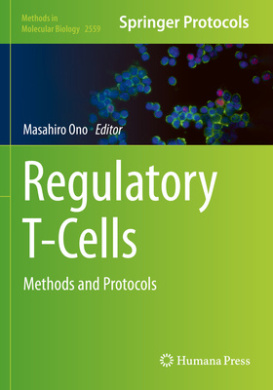 Methods in
Molecular Biology 2559
Springer Protocols
Masahiro Ono · Editor
Regulatory
T-Cells
Methods and Protocols
Humana Press